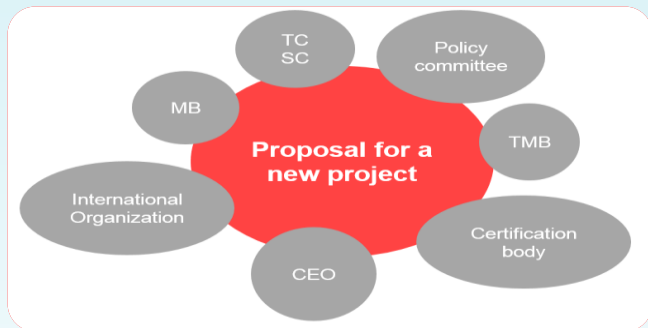 TC
SC
Policy
committee
MB
TMB
Proposal for a
new project
International
Organization
Certification
body
CEO